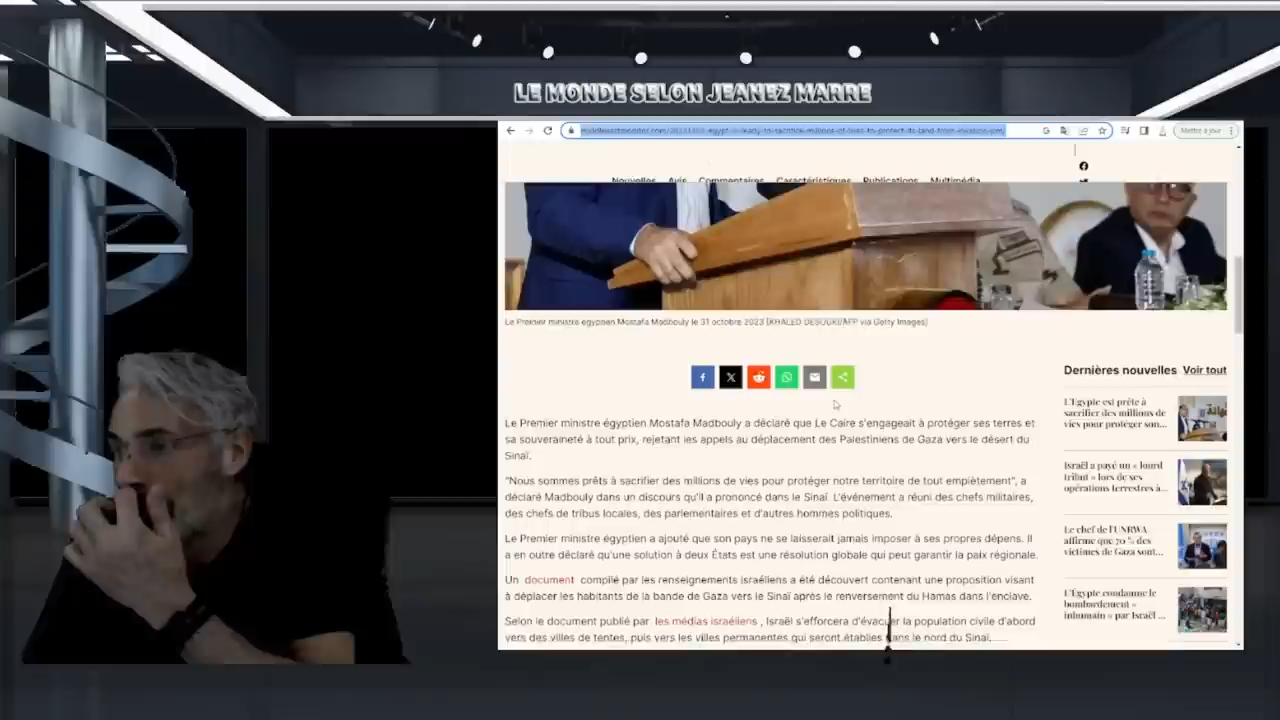 LE MONDE SELON JEANEZ MARRE
Mettre à jour
Nouvelles Avis Commentaires Caractéristiques Publications Multimédia
Le Premier ministre égyptien Mostafa Madbouly le 31 octobre 2023 [KHALED DESOUKI/AFP via Getty Images]
Dernières nouvelles Voir tout
L'Égypte est prête à
sacrifier des millions de
vies pour protéger son...
Israël a payé un « lourd
tribut » lors de ses
opérations terrestres à...
Le chef de l'UNRWA
affirme que 70 % des
victimes de Gaza sont...
L'Égypte condamne le
bombardement «
inhumain » par Israël ...
Le Premier ministre égyptien Mostafa Madbouly a déclaré que Le Caire s'engageait à protéger ses terres et
sa souveraineté à tout prix, rejetant les appels au déplacement des Palestiniens de Gaza vers le désert du
Sinaï.
"Nous sommes prêts à sacrifier des millions de vies pour protéger notre territoire de tout empiètement", a
déclaré Madbouly dans un discours qu'il a prononcé dans le Sinaï. L'événement a réuni des chefs militaires,
des chefs de tribus locales, des parlementaires et d'autres hommes politiques.
Le Premier ministre égyptien a ajouté que son pays ne se laisserait jamais imposer à ses propres dépens. Il
a en outre déclaré qu'une solution à deux États est une résolution globale qui peut garantir la paix régionale.
Un document compilé par les renseignements israéliens a été découvert contenant une proposition visant
à déplacer les habitants de la bande de Gaza vers le Sinaï après le renversement du Hamas dans l'enclave.
Selon le document publié par les médias israéliens , Israël s'efforcera d'évacuer la population civile d'abord
vers des villes de tentes, puis vers les villes permanentes qui seront établies dans le nord du Sinaï.